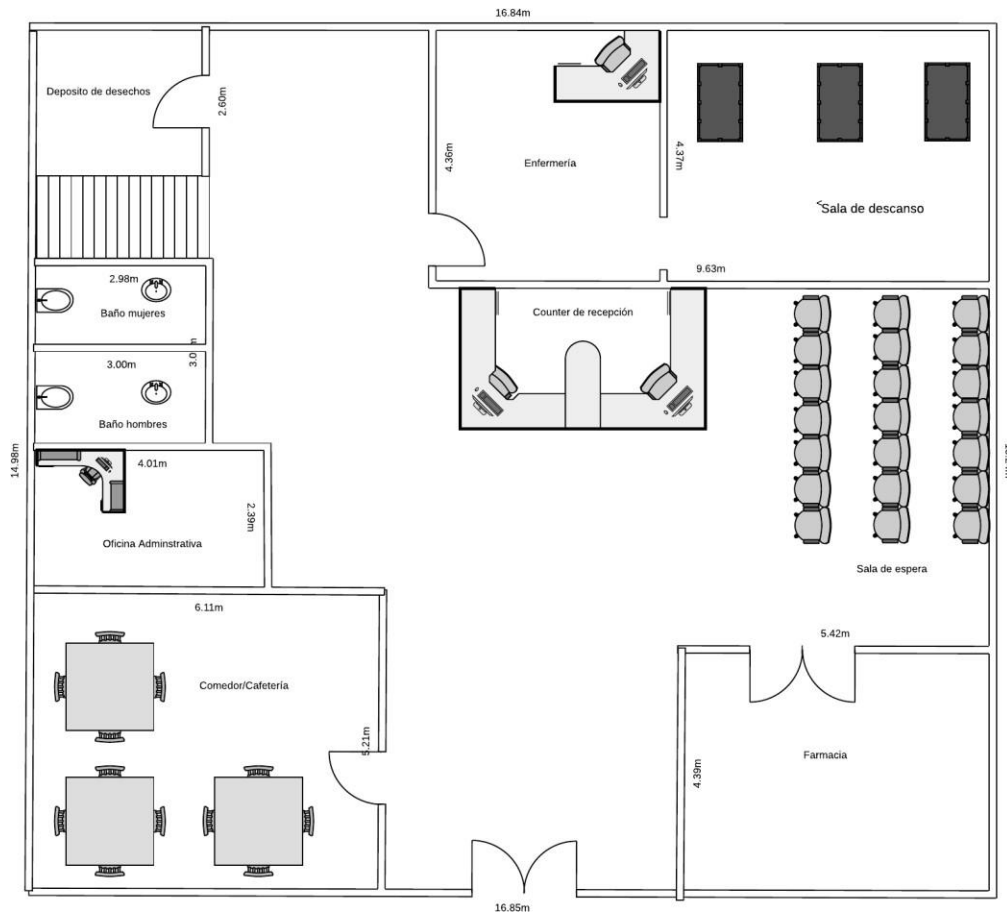 16.84m
Deposito de desechos
2.60m
4.36m
Enfermería
4.37m
Sala de descanso
9.63m
2.98m
Baño mujeres
Counter de recepción
3.00m
Baño hombres
14.98m
4.01m
2.39m
Oficina Adminstrativa
Sala de espera
6.11m
5.42m
Comedor/Cafetería
5.21m
4.39m
Farmacia
16.85m